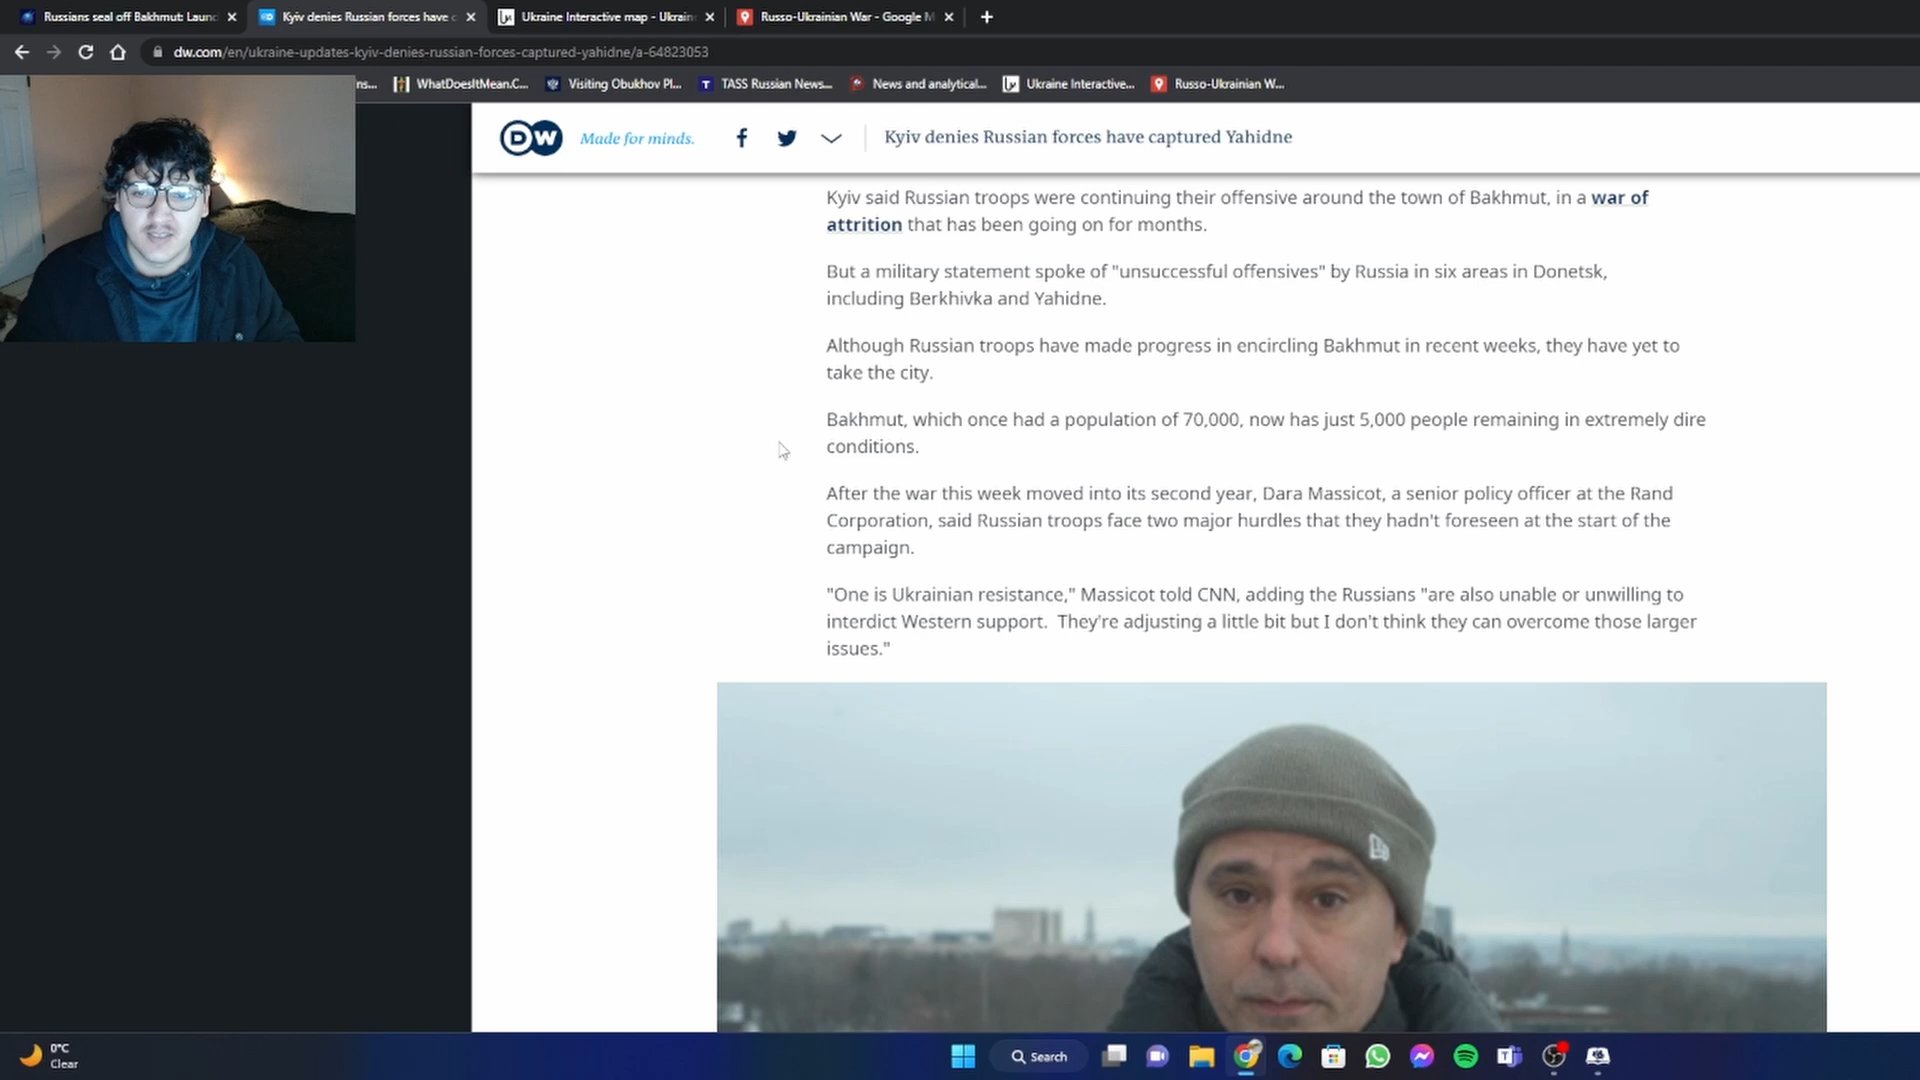 Russians seal off Bakhmut: Laun
Kyiv denies Russian forces have c
Ukraine Interactive map - Ukrain
Russo-Ukrainian War - Google M
dw.com/en/ukraine-updates-kyiv-denies-russian-forces-captured-yahidne/a-64823053
ns...
WhatDoesItMean.C...
Visiting Obukhov Pl...
TASS Russian News...
News and analytical...
Ukraine Interactive...
Russo-Ukrainian W...
DW
Made for minds.
Kyiv denies Russian forces have captured Yahidne
Kyiv said Russian troops were continuing their offensive around the town of Bakhmut, in a war of
attrition that has been going on for months.
But a military statement spoke of "unsuccessful offensives" by Russia in six areas in Donetsk,
including Berkhivka and Yahidne.
Although Russian troops have made progress in encircling Bakhmut in recent weeks, they have yet to
take the city.
Bakhmut, which once had a population of 70,000, now has just 5,000 people remaining in extremely dire
conditions.
After the war this week moved into its second year, Dara Massicot, a senior policy officer at the Rand
Corporation, said Russian troops face two major hurdles that they hadn't foreseen at the start of the
campaign.
"One is Ukrainian resistance," Massicot told CNN, adding the Russians "are also unable or unwilling to
interdict Western support. They're adjusting a little bit but I don't think they can overcome those larger
issues."
0°C
Clear
Search